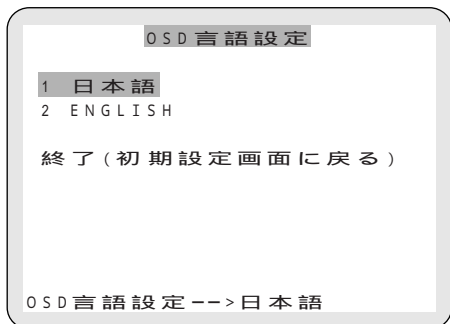 OSD言語設定
1 日本語
2 ENGLISH
終了(初期設定画面に戻る)
OSD言語設定-->日本語